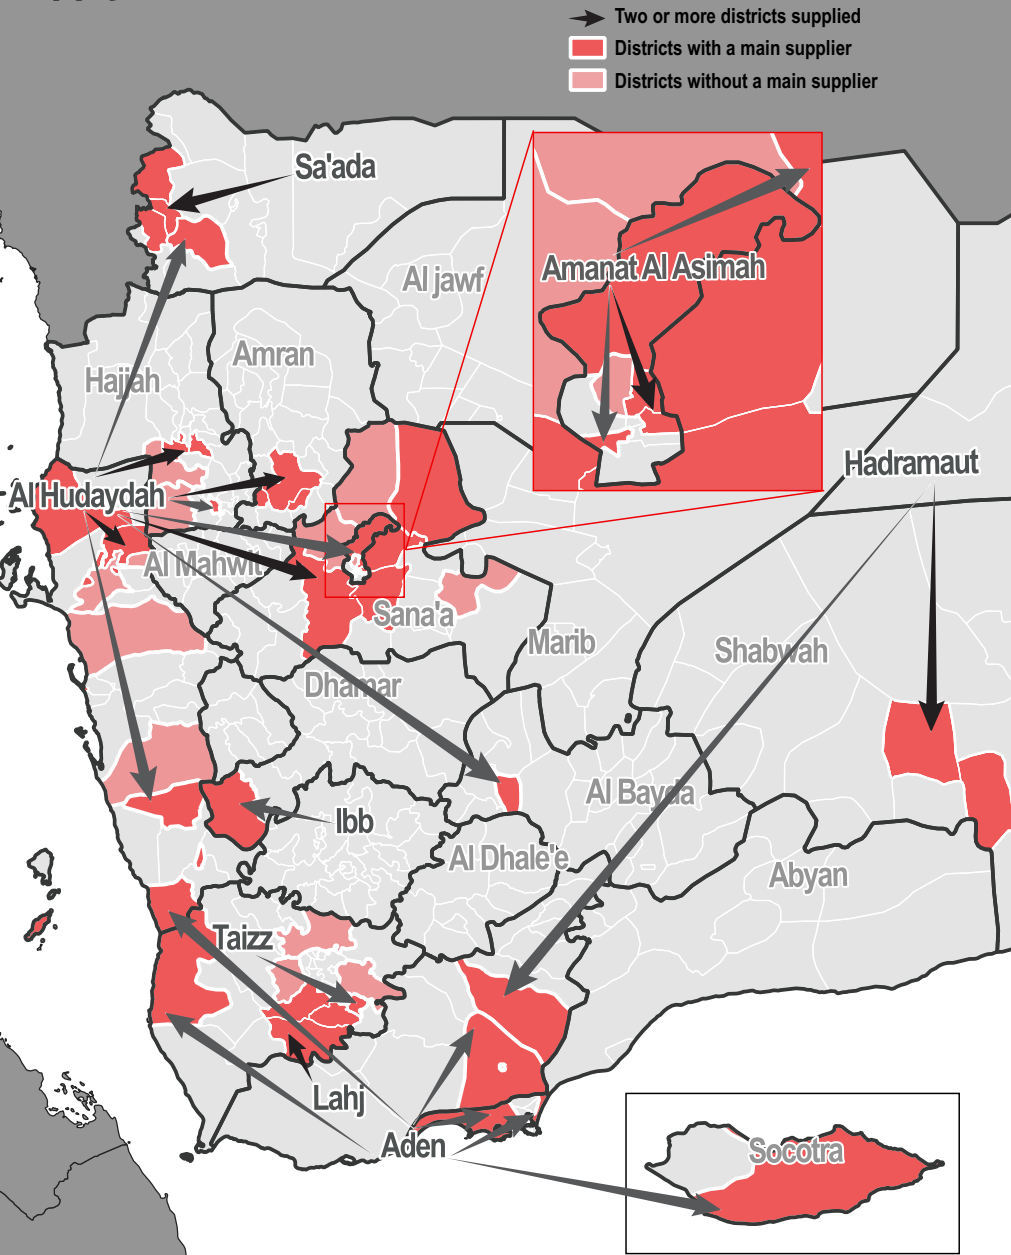 Two or more districts supplied
Districts with a main supplier
Districts without a main supplier
Sa'ada
Al jawf
Amanat Al Asimah
Amran
Hajjah
Hadramaut
Al Hudaydah
Al Mahwit
Sana'a
Marib
Shabwah
Dhamar
Al Bayda
Ibb
Al Dhale'e
Abyan
Taizz
Lahj
Aden
Socotra